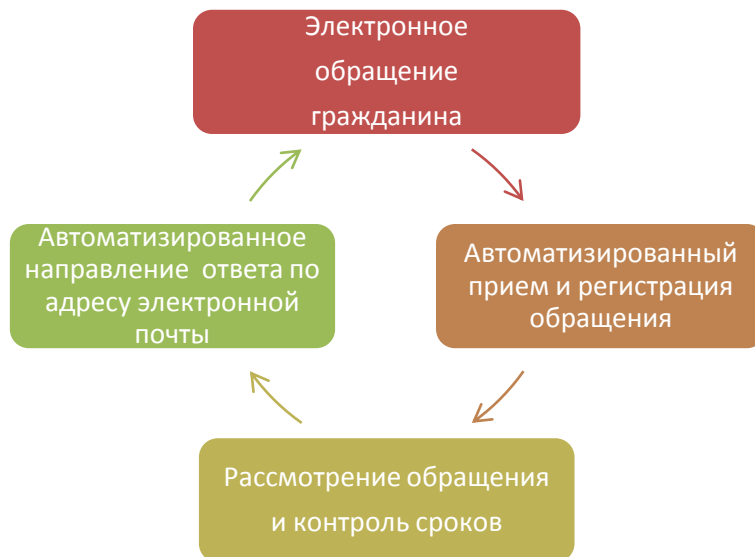 Электронное
обращение
гражданина
Автоматизированный
прием и регистрация
обращения
Рассмотрение обращения
и контроль сроков
Автоматизированное
направление ответа по
адресу электронной
почты